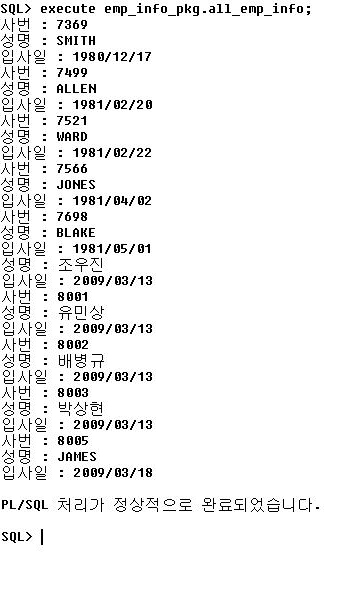 SQL> execute emp_info_pkg.all_emp_info;
사번 : 7369
성명 : SMITH
입사일 : 1980/12/17
사번 : 7499
성명 : ALLEN
입사일 : 1981/02/20
사번 : 7521
성명 : WARD
입사일 : 1981/02/22
사번 : 7566
성명 : JONES
입사일 : 1981/04/02
사번 : 7698
성명 : BLAKE
입사일 : 1981/05/01
성명 : 조우진
입사일 : 2009/03/13
사번 : 8001
성명 : 유민상
입사일 : 2009/03/13
사번 : 8002
성명 : 배병규
입사일 : 2009/03/13
사번 : 8003
성명 : 박상현
입사일 : 2009/03/13
사번 : 8005
성명 : JAMES
입사일 : 2009/03/18
PL/SQL 처리가 정상적으로 완료되었습니다.
SQL>